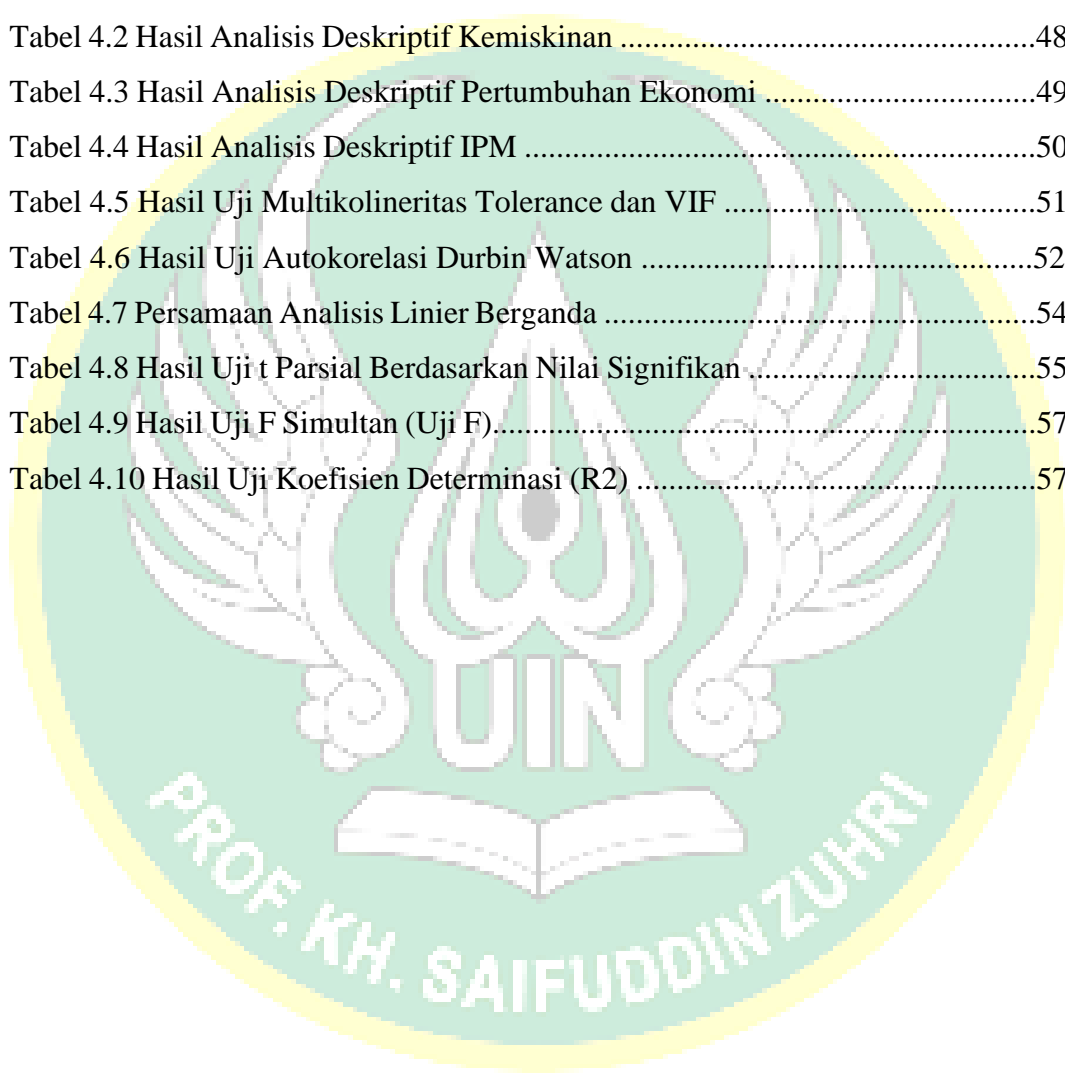 Tabel 4.2 Hasil Analisis Deskriptif Kemiskinan ..........................................................48
Tabel 4.3 Hasil Analisis Deskriptif Pertumbuhan Ekonomi ......................................49
Tabel 4.4 Hasil Analisis Deskriptif IPM ........................................................................50
Tabel 4.5 Hasil Uji Multikolineritas Tolerance dan VIF ............................................51
Tabel 4.6 Hasil Uji Autokorelasi Durbin Watson .......................................................52
Tabel 4.7 Persamaan Analisis Linier Berganda ............................................................54
Tabel 4.8 Hasil Uji t Parsial Berdasarkan Nilai Signifikan ........................................55
Tabel 4.9 Hasil Uji F Simultan (Uji F)...........................................................................57
Tabel 4.10 Hasil Uji Koefisien Determinasi (R2) ........................................................57
UIN
PROF. KH. SAIFUDDIN ZUHRI